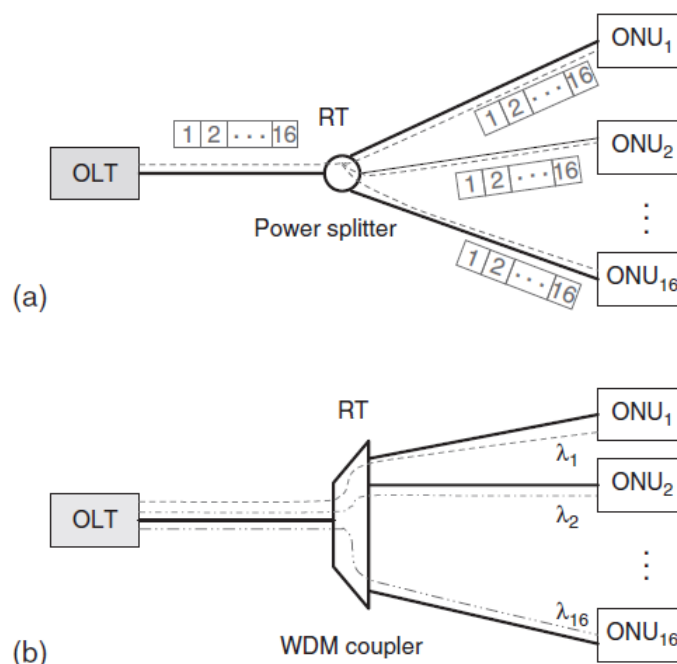 ONU1
RT
1 2 ··· 16
1 2 ··· 16
OLT
ONU2
1 2 ··· 16
Power splitter
⋮
1 2 ··· 16
ONU16
(a)
RT
ONU1
λ1
ONU2
OLT
λ2
⋮
λ16
ONU16
WDM coupler
(b)